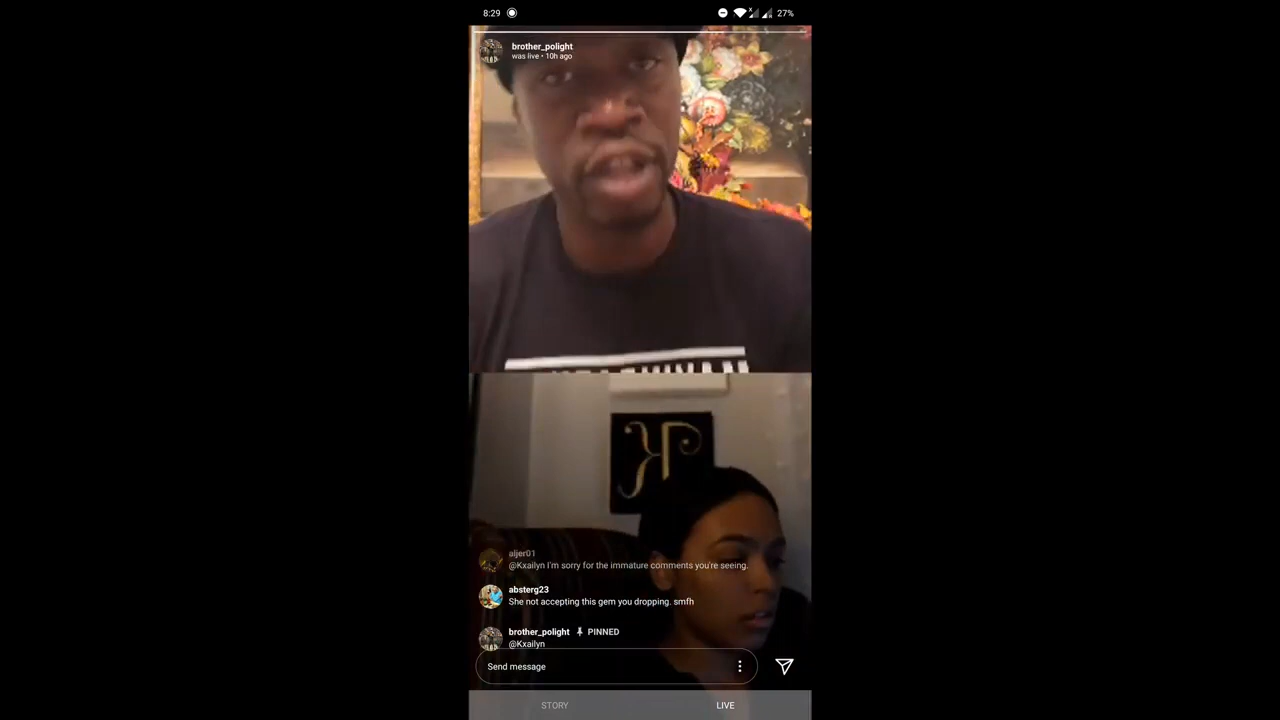 8:29
27%
brother_polight
was live • 10h ago
aljer01
@Kxailyn I'm sorry for the immature comments you're seeing.
absterg23
She not accepting this gem you dropping. smfh
brother_polight PINNED
@Kxailyn
Send message
STORY LIVE